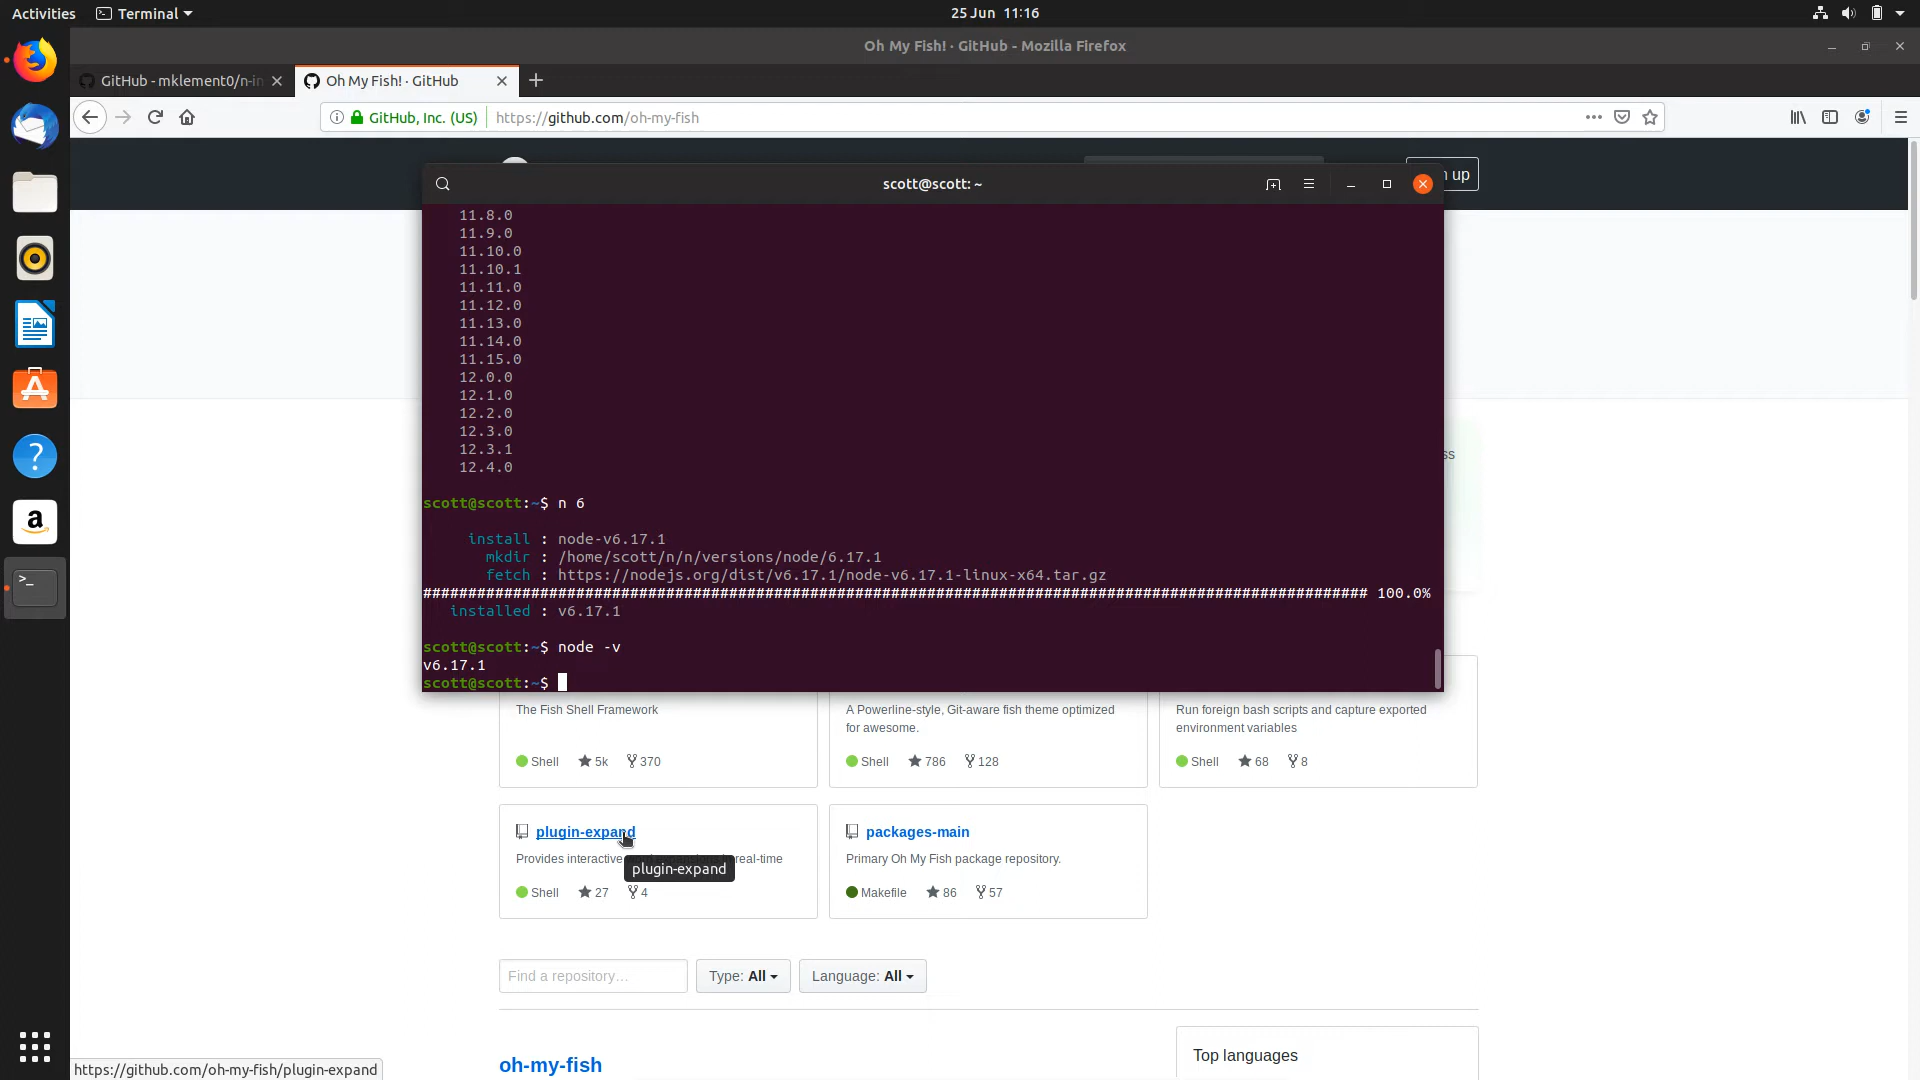 Activities Terminal 25 Jun 11:16
Oh My Fish! · GitHub - Mozilla Firefox
GitHub - mklement0/n-in Oh My Fish! · GitHub
GitHub, Inc. (US) https://github.com/oh-my-fish
n up
scott@scott: ~
11.8.0
11.9.0
11.10.0
11.10.1
11.11.0
11.12.0
11.13.0
11.14.0
11.15.0
12.0.0
12.1.0
12.2.0
12.3.0
12.3.1
12.4.0
ss
scott@scott:~$ n 6
install : node-v6.17.1
mkdir : /home/scott/n/n/versions/node/6.17.1
fetch : https://nodejs.org/dist/v6.17.1/node-v6.17.1-linux-x64.tar.gz
######################################################################################################### 100.0%
installed : v6.17.1
scott@scott:~$ node -v
v6.17.1
scott@scott:~$
The Fish Shell Framework
Shell 5k 370
A Powerline-style, Git-aware fish theme optimized
for awesome.
Shell 786 128
Run foreign bash scripts and capture exported
environment variables
Shell 68 8
plugin-expand
Provides interactive real-time
plugin-expand
Shell 27 4
packages-main
Primary Oh My Fish package repository.
Makefile 86 57
Find a repository…
Type: All
Language: All
oh-my-fish
Top languages
https://github.com/oh-my-fish/plugin-expand